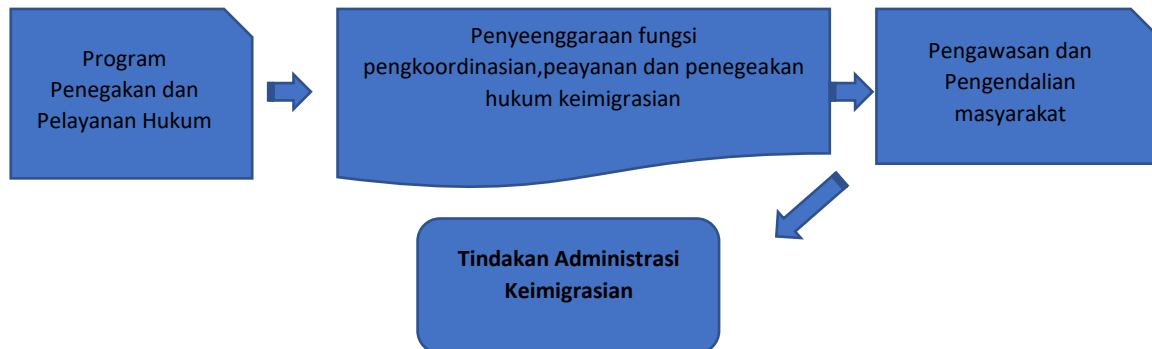 Program
Penegakan dan
Pelayanan Hukum
Penyeenggaraan fungsi
pengkoordinasian,peayanan dan penegeakan
hukum keimigrasian
Pengawasan dan
Pengendalian
masyarakat
Tindakan Administrasi
Keimigrasian